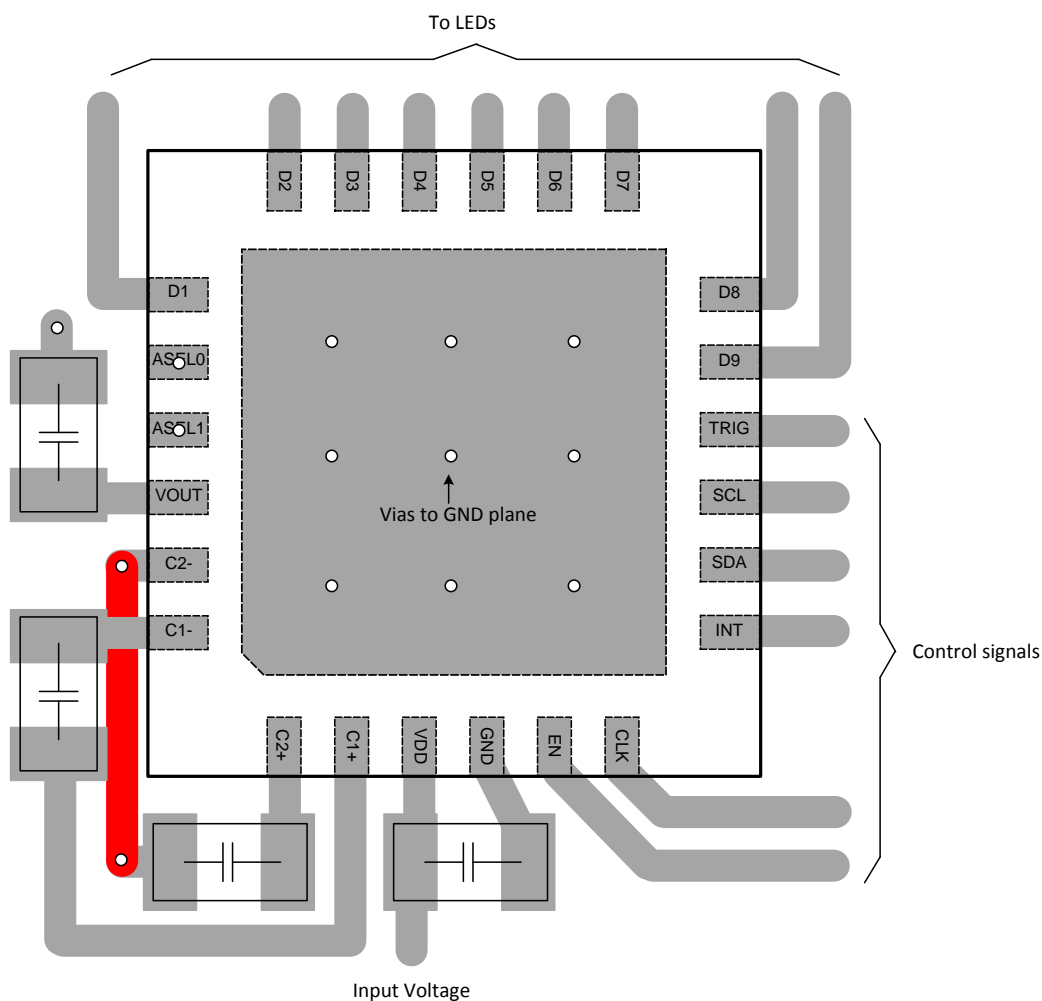 To LEDs
D2
D3
D4
D5
D6
D7
D1
D8
ASEL0
D9
ASEL1
TRIG
VOUT
SCL
Vias to GND plane
C2-
SDA
C1-
INT
Control signals
C2+
C1+
VDD
GND
EN
CLK
Input Voltage